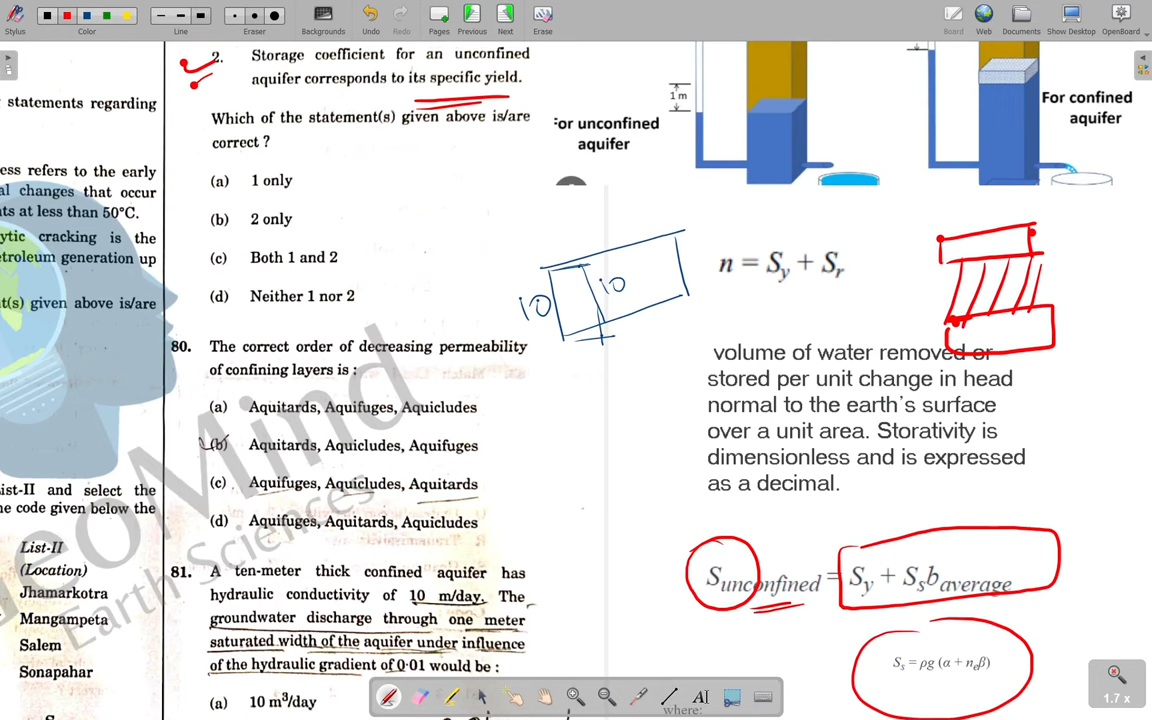 Stylus
Color
Line
Eraser
Backgrounds
Undo
Redo
Pages
Previous
Next
Erase
Board
Web
Documents
Show Desktop
OpenBoard
statements regarding
ess refers to the early
al changes that occur
nts at less than 50°C.
ytic cracking is the
etroleum generation up
t(s) given above is/are
ist-II and select the
he code given below the
List-II
(Location)
Jhamarkotra
Mangampeta
Salem
Sonapahar
2. Storage coefficient for an unconfined
aquifer corresponds to its specific yield.
Which of the statement(s) given above is/are
correct ?
(a) 1 only
(b) 2 only
(c) Both 1 and 2
(d) Neither 1 nor 2
80. The correct order of decreasing permeability
of confining layers is :
(a) Aquitards, Aquifuges, Aquicludes
(b) Aquitards, Aquicludes, Aquifuges
(c) Aquifuges, Aquicludes, Aquitards
(d) Aquifuges, Aquitards, Aquicludes
81. A ten-meter thick confined aquifer has
hydraulic conductivity of 10 m/day. The
groundwater discharge through one meter
saturated width of the aquifer under influence
of the hydraulic gradient of 0·01 would be :
(a) 10 m³/day
eoMind
Earth Sciences
1 m
For unconfined
aquifer
For confined
aquifer
10
10
n = Sy + Sr
volume of water removed or
stored per unit change in head
normal to the earth's surface
over a unit area. Storativity is
dimensionless and is expressed
as a decimal.
Sunconfined = Sy + Ssbaverage
Ss = ρg (α + neβ)
where:
1.7 x